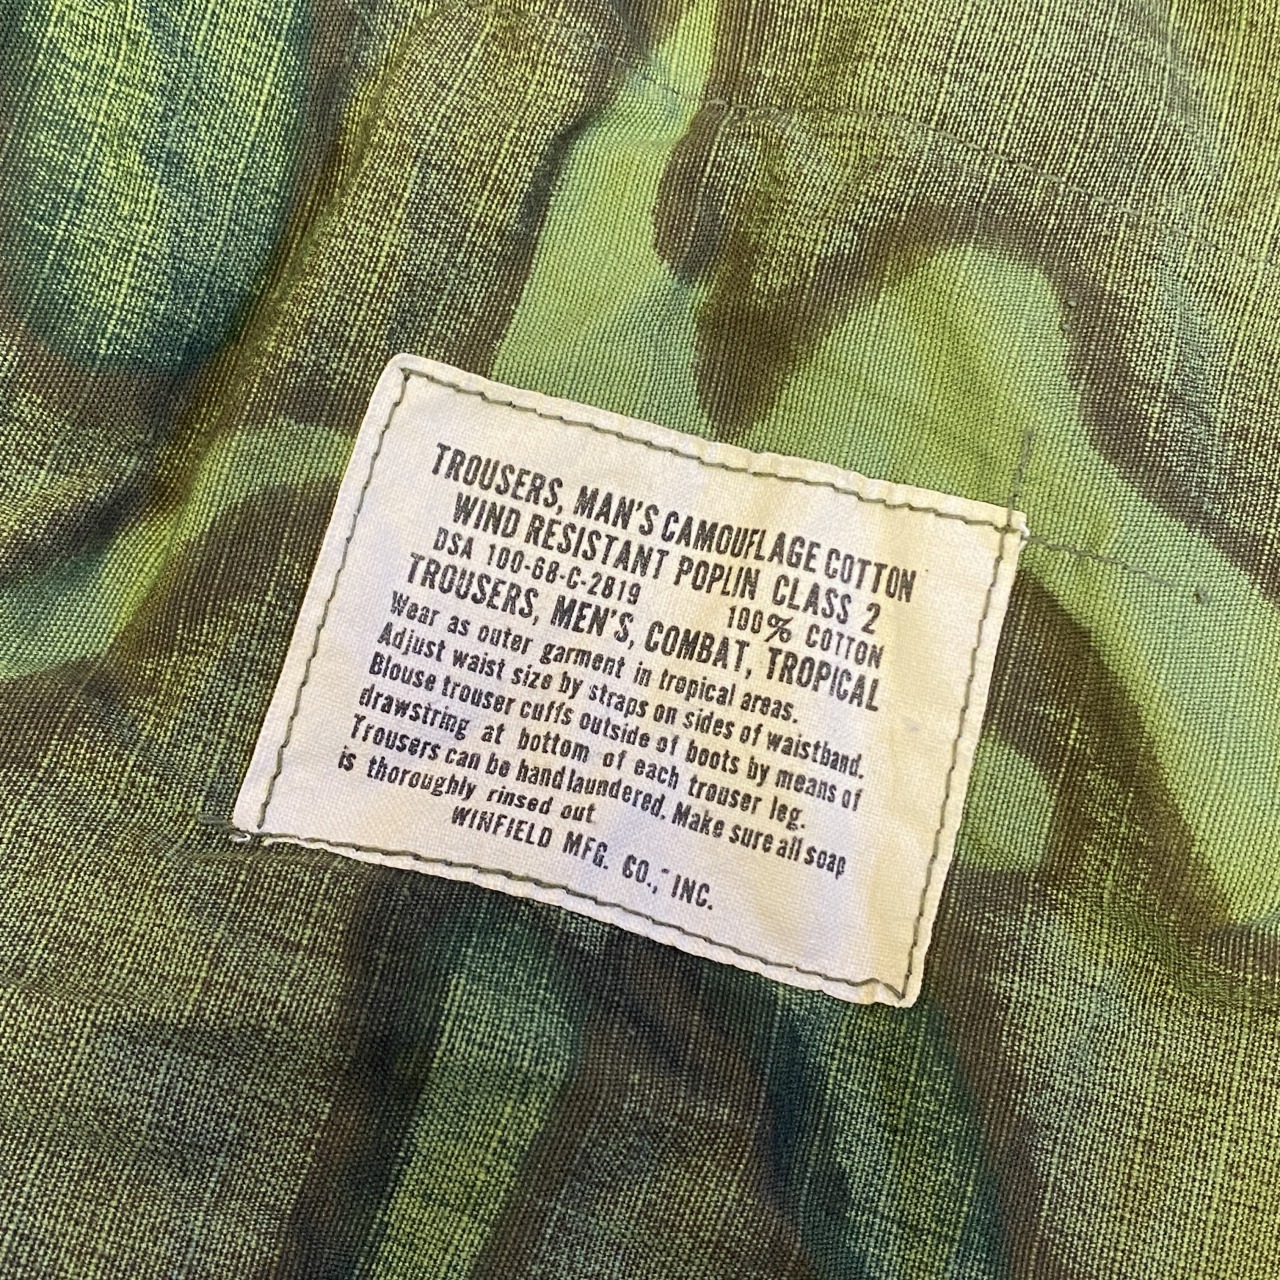 TROUSERS, MAN'S CAMOUFLAGE COTTON
WIND RESISTANT POPLIN CLASS 2
DSA 100-68-C-2819 100% COTTON
TROUSERS, MEN'S, COMBAT, TROPICAL
Wear as outer garment in tropical areas.
Adjust waist size by straps on sides of waistband.
Blouse trouser cuffs outside of boots by means of
drawstring at bottom of each trouser leg.
Trousers can be hand laundered. Make sure all soap
is thoroughly rinsed out
WINFIELD MFG. CO., INC.